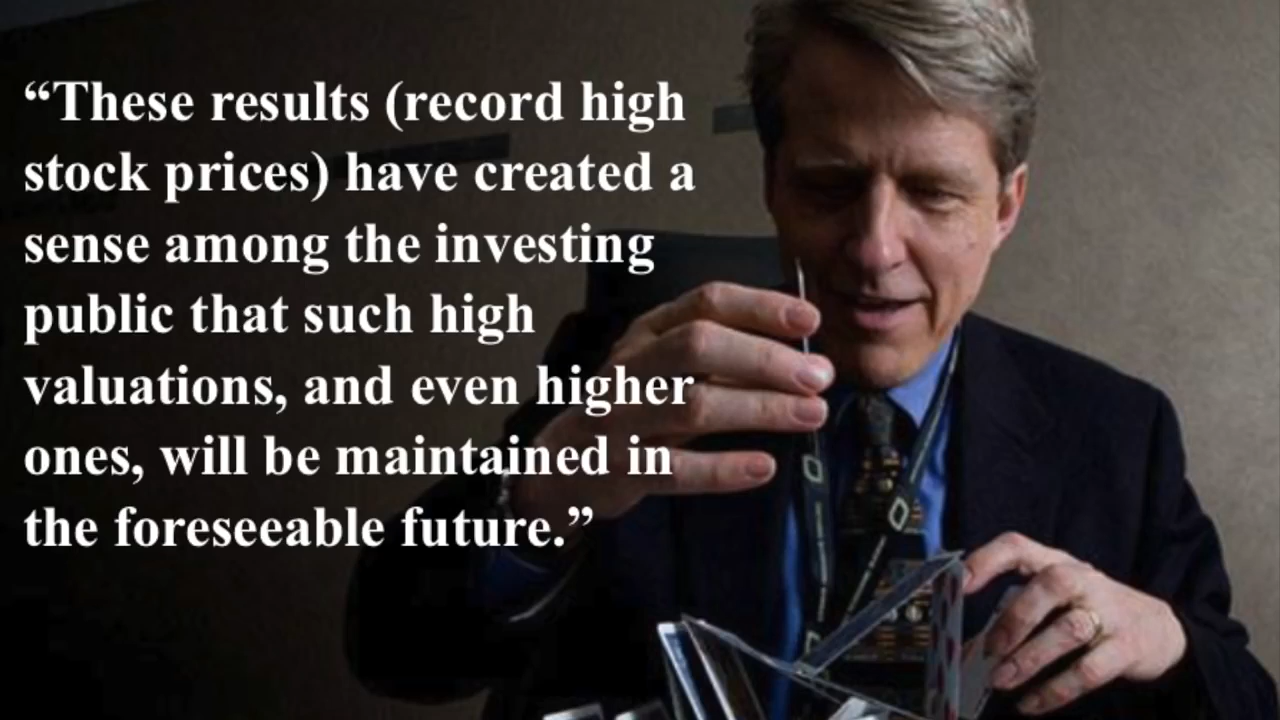 “These results (record high
stock prices) have created a
sense among the investing
public that such high
valuations, and even higher
ones, will be maintained in
the foreseeable future.”